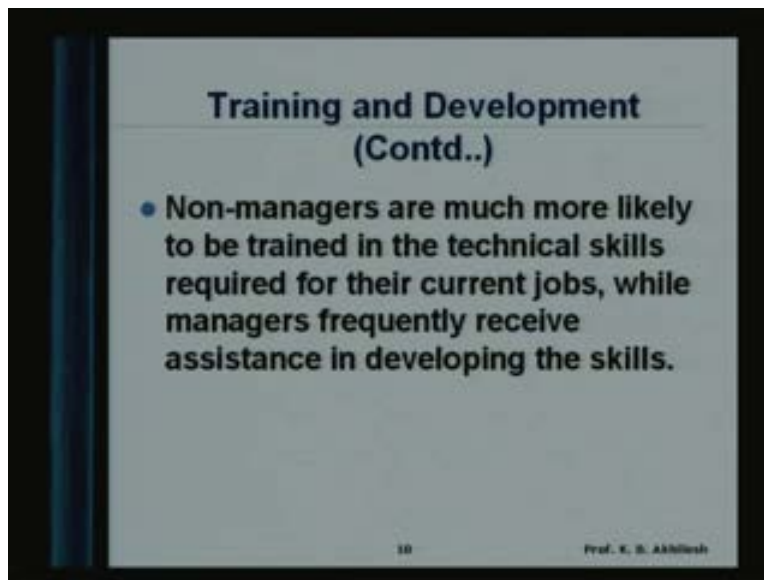 Training and Development
(Contd..)
• Non-managers are much more likely
to be trained in the technical skills
required for their current jobs, while
managers frequently receive
assistance in developing the skills.
10
Prof. K. B. Akhilesh